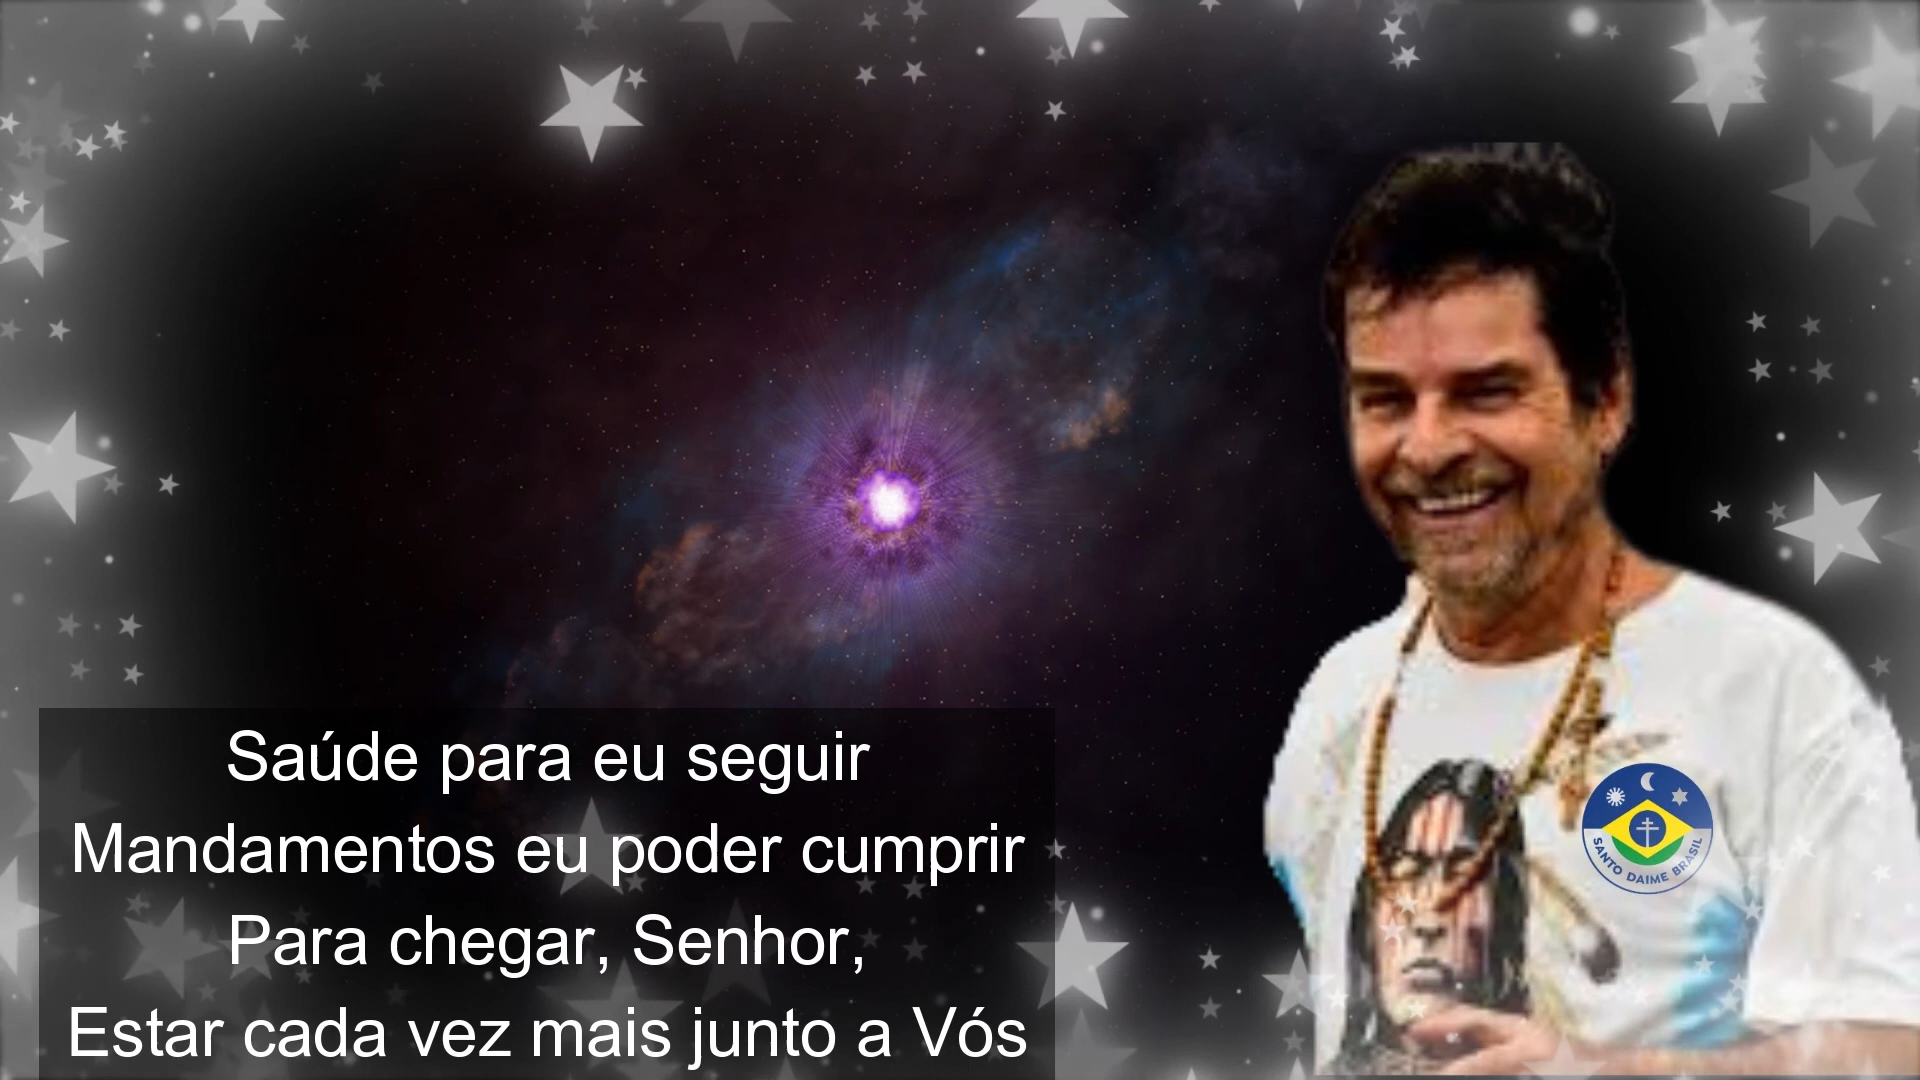 Saúde para eu seguir
Mandamentos eu poder cumprir
Para chegar, Senhor,
Estar cada vez mais junto a Vós
SANTO DAIME BRASIL